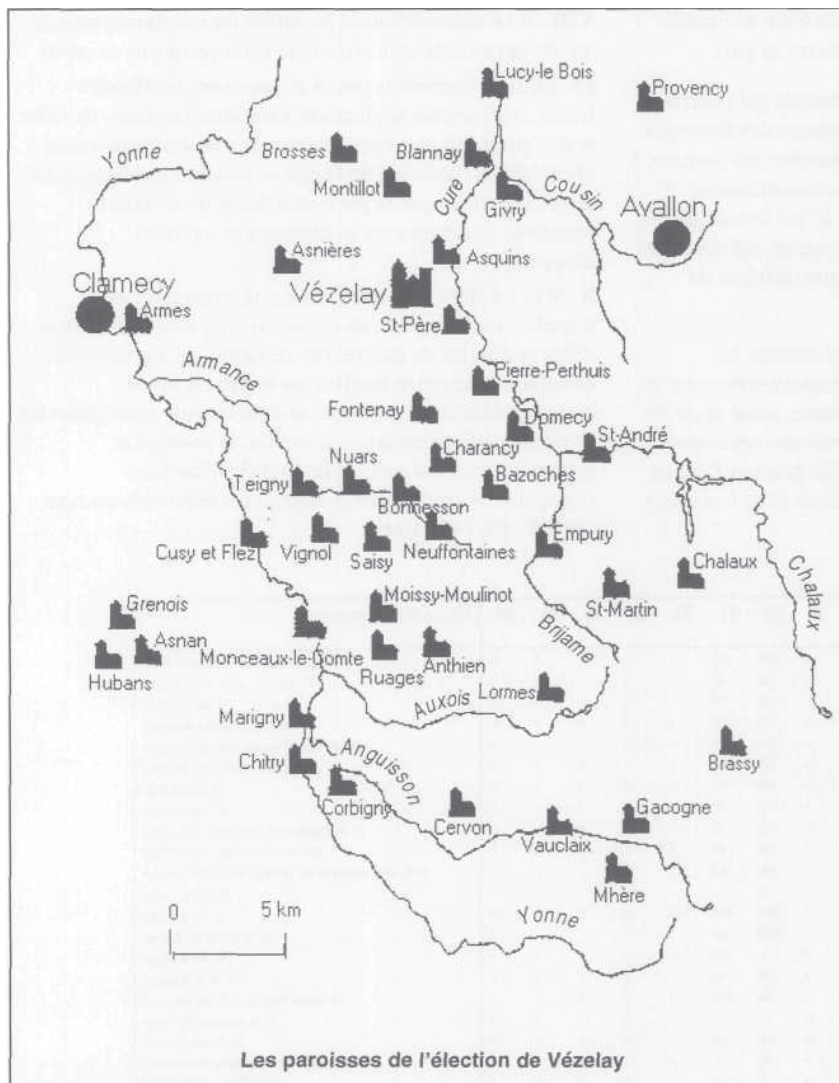 Lucy-le Bois
Provency
Yonne
Brosses
Blannay
Montillot
Cure
Givry
Cousin
Avallon
Asnières
Asquins
Clamecy
Vézelay
Armes
St-Père
Armance
Pierre-Perthuis
Fontenay
Domecy
St-André
Nuars
Charancy
Teigny
Bazoches
Bonnesson
Cusy et Flez
Vignol
Saisy
Neuffontaines
Empury
Chalaux
Chalaux
St-Martin
Grenois
Moissy-Moulinot
Asnan
Brijame
Hubans
Monceaux-le-Comte
Ruages
Anthien
Auxois
Lormes
Marigny
Anguisson
Brassy
Chitry
Corbigny
Cervon
Vauclaix
Gacogne
Mhère
0 5 km
Yonne
Les paroisses de l'élection de Vézelay